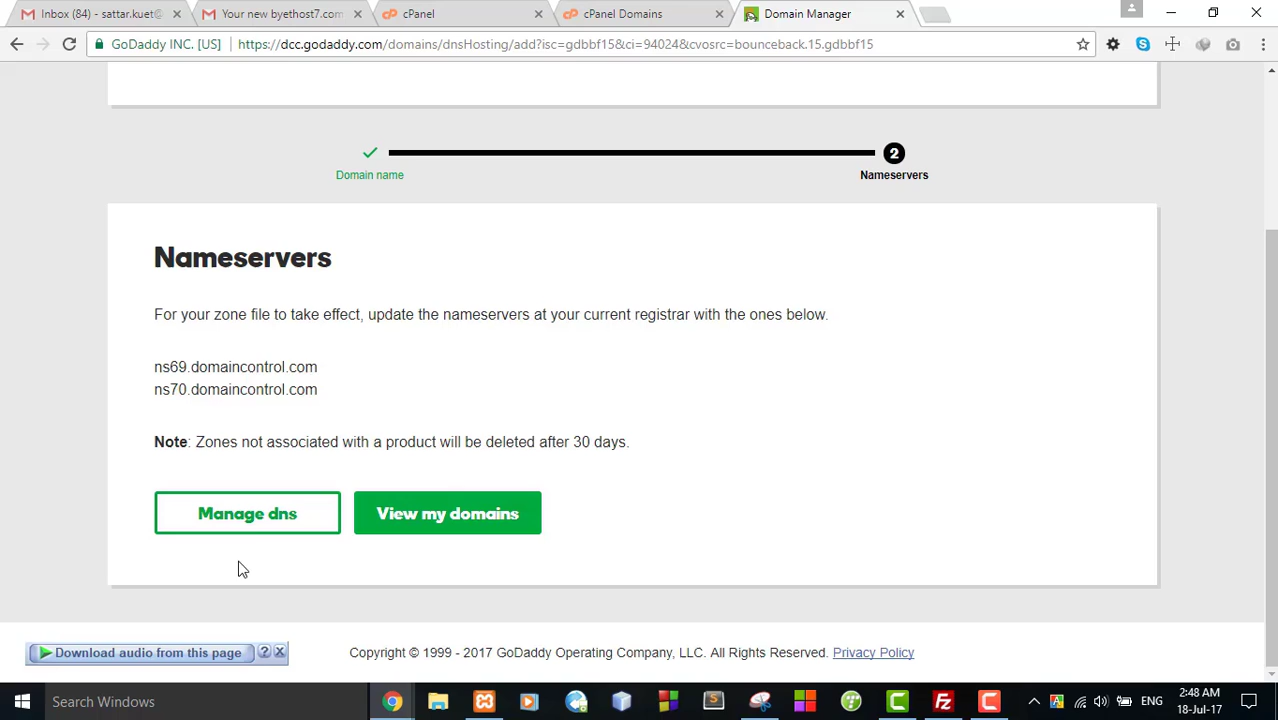 Inbox (84) - sattar.kuet@
Your new byethost7.com
cPanel
cPanel Domains
Domain Manager
GoDaddy INC. [US]
https://dcc.godaddy.com/domains/dnsHosting/add?isc=gdbbf15&ci=94024&cvosrc=bounceback.15.gdbbf15
2
Domain name
Nameservers
Nameservers
For your zone file to take effect, update the nameservers at your current registrar with the ones below.
ns69.domaincontrol.com
ns70.domaincontrol.com
Note: Zones not associated with a product will be deleted after 30 days.
Manage dns
View my domains
Download audio from this page
Copyright © 1999 - 2017 GoDaddy Operating Company, LLC. All Rights Reserved. Privacy Policy
Search Windows
ENG
2:48 AM
18-Jul-17